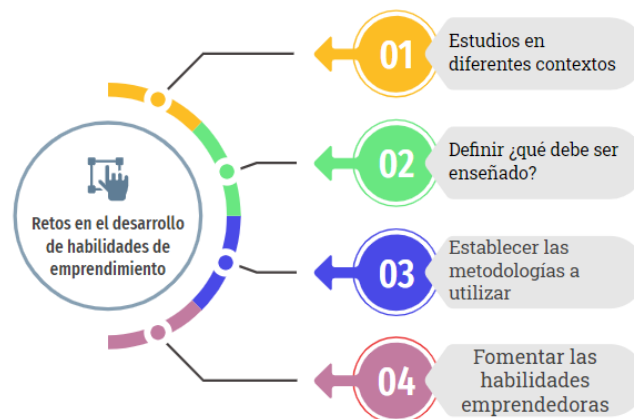 Retos en el desarrollo
de habilidades de
emprendimiento
01
Estudios en
diferentes contextos
02
Definir ¿qué debe ser
enseñado?
03
Establecer las
metodologías a
utilizar
04
Fomentar las
habilidades
emprendedoras